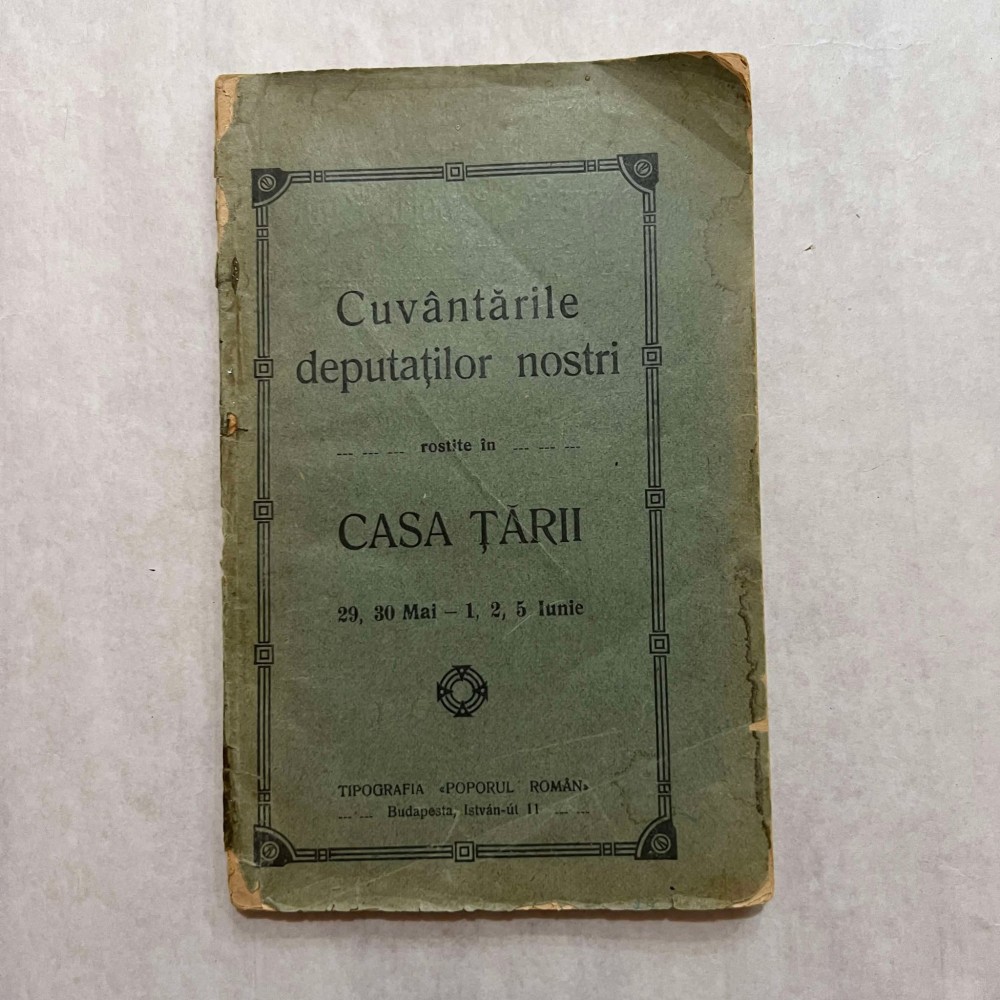 Cuvântările
deputaţilor nostri
--- --- --- rostite în --- --- ---
CASA ŢĂRII
29, 30 Mai — 1, 2, 5 Iunie
TIPOGRAFIA «POPORUL ROMÂN»
--- --- Budapesta, István-út 11 --- ---